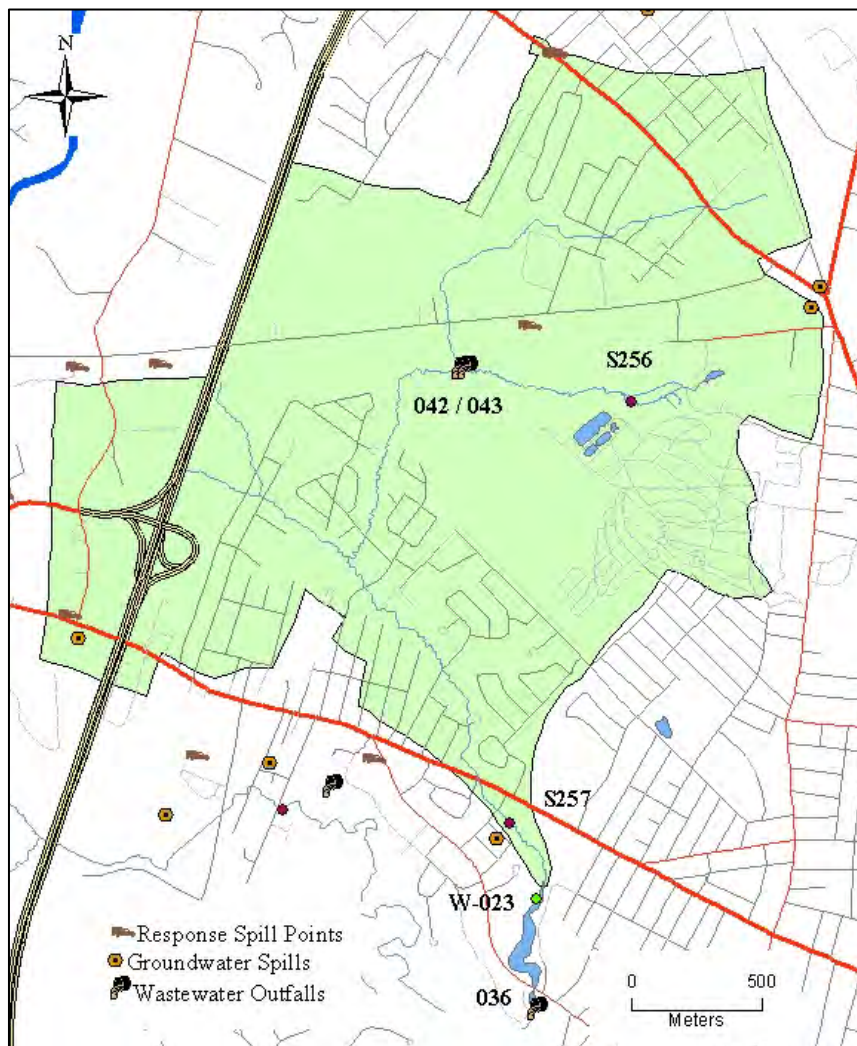 N
S256
042 / 043
S257
W-023
Response Spill Points
Groundwater Spills
Wastewater Outfalls
036
0 500
Meters